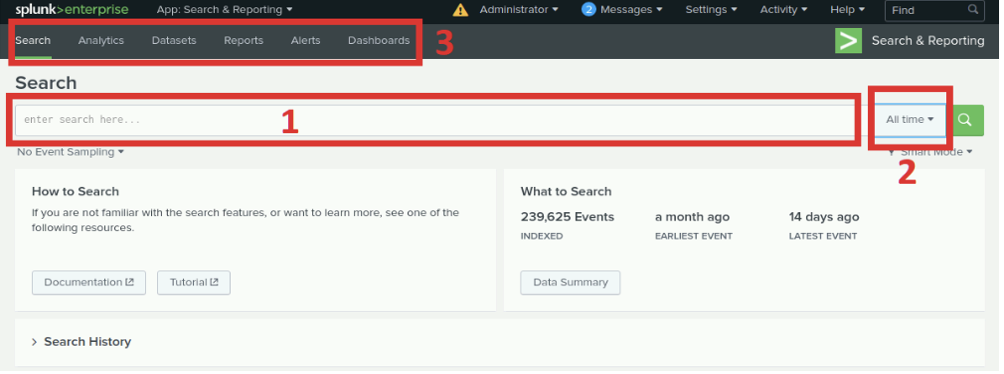 splunk>enterprise App: Search & Reporting Administrator 2 Messages Settings Activity Help Find
Search Analytics Datasets Reports Alerts Dashboards 3 > Search & Reporting
Search
enter search here... 1 All time
No Event Sampling 2 Smart Mode
How to Search What to Search
If you are not familiar with the search features, or want to learn more, see one of the 239,625 Events a month ago 14 days ago
following resources. INDEXED EARLIEST EVENT LATEST EVENT
Documentation Tutorial Data Summary
> Search History